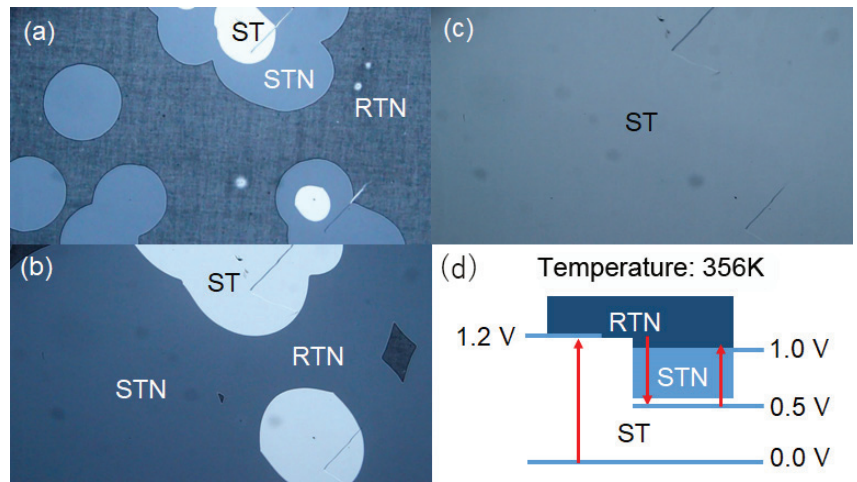 (a)
ST
STN
RTN
(b)
ST
RTN
STN
(c)
ST
(d)
Temperature: 356K
1.2 V
RTN
1.0 V
STN
0.5 V
ST
0.0 V